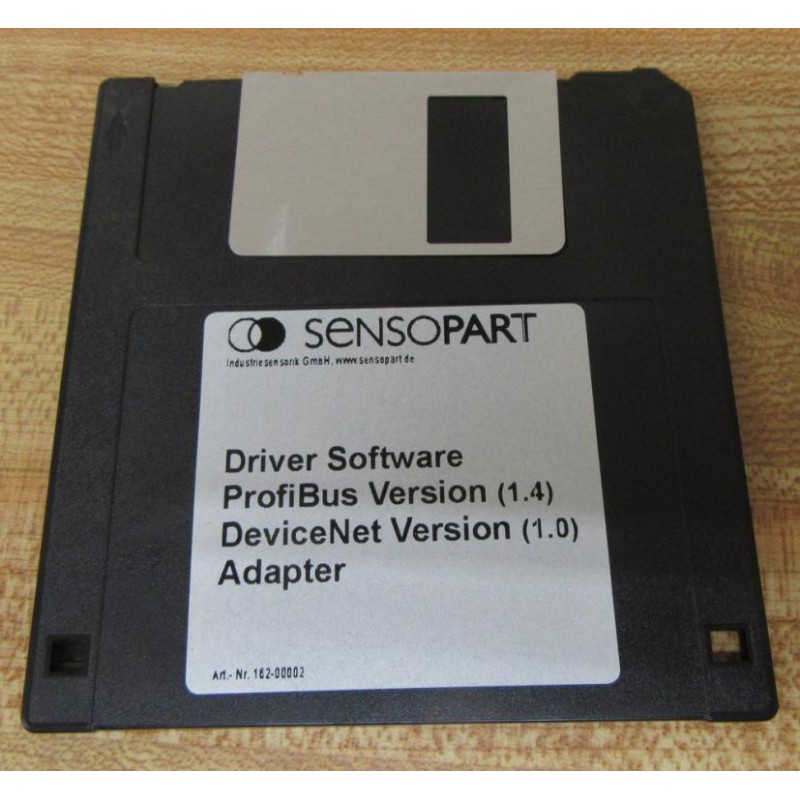 SENSOPART
Industriesensorik GmbH, www.sensopart.de
Driver Software
ProfiBus Version (1.4)
DeviceNet Version (1.0)
Adapter
Art.- Nr. 162-00002